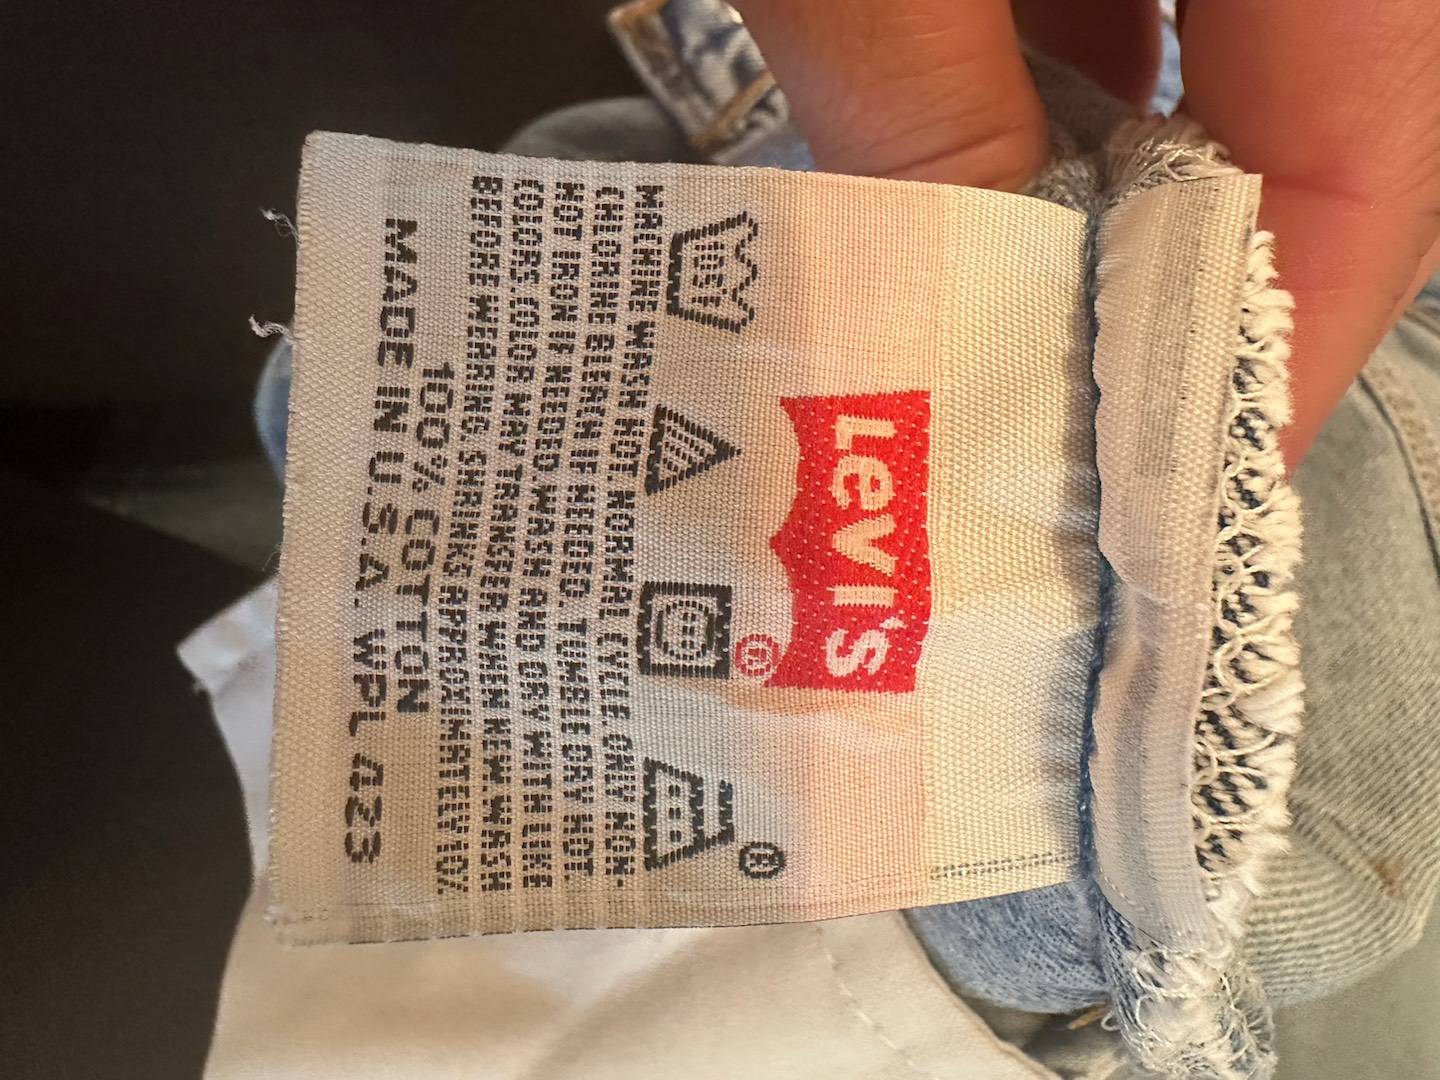 LEVI'S
®
®
MACHINE WASH HOT. NORMAL CYCLE. ONLY NON-
CHLORINE BLEACH IF NEEDED. TUMBLE DRY HOT.
HOT IRON IF NEEDED. WASH AND DRY WITH LIKE
COLORS. COLOR MAY TRANSFER WHEN NEW. WASH
BEFORE WEARING. SHRINKS APPROXIMATELY 10%.
100% COTTON
MADE IN U.S.A. WPL 423